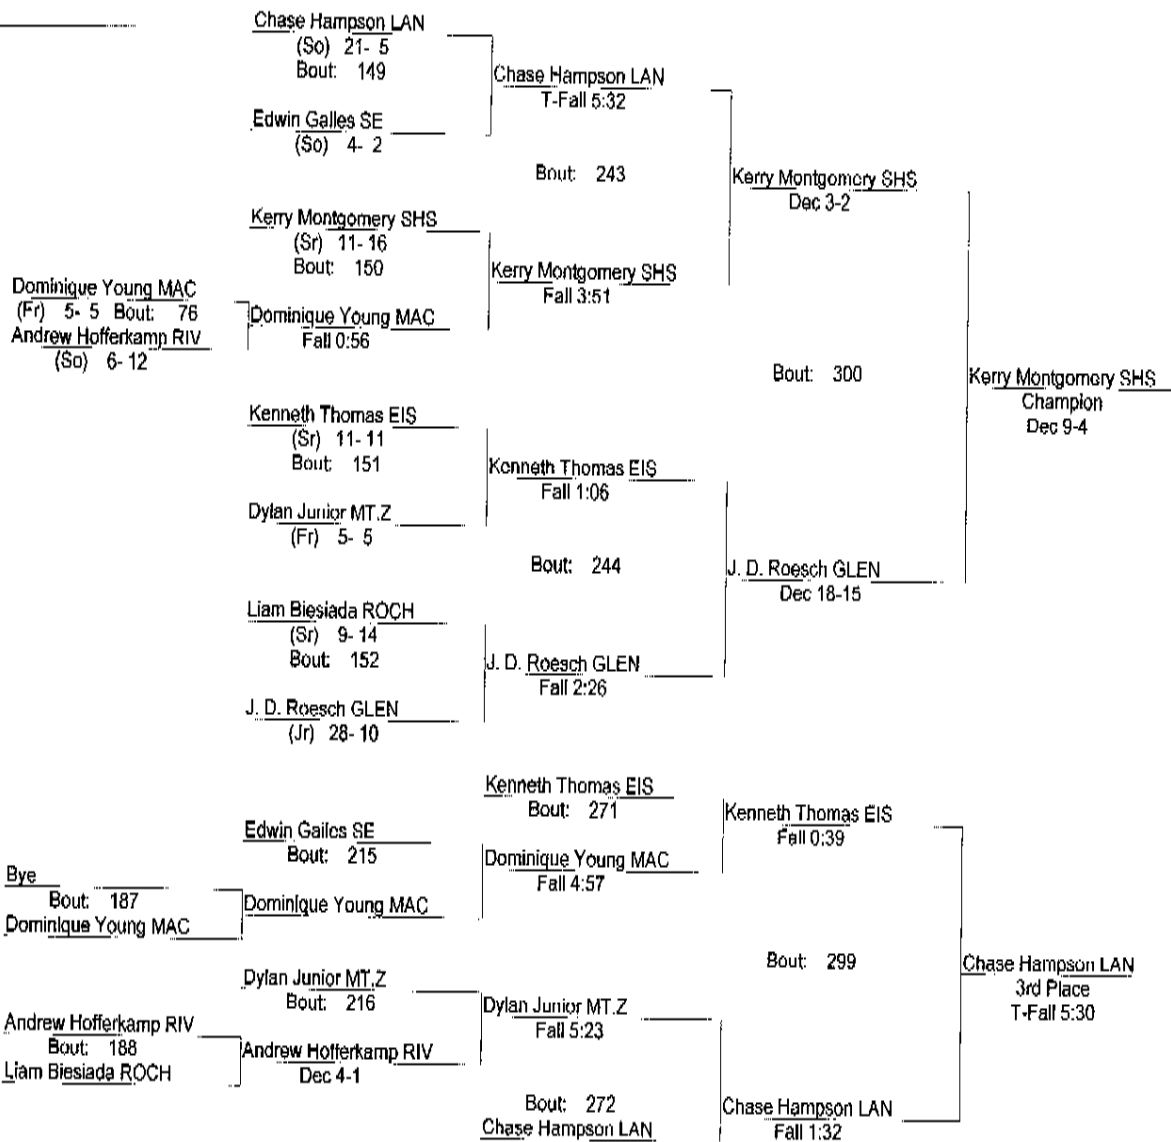 Chase Hampson LAN
(So) 21- 5
Bout: 149
Edwin Galles SE
(So) 4- 2
Kerry Montgomery SHS
(Sr) 11- 16
Bout: 150
Dominique Young MAC
(Fr) 5- 5 Bout: 76
Andrew Hofferkamp RIV
(So) 6- 12
Dominique Young MAC
Fall 0:56
Kenneth Thomas EIS
(Sr) 11- 11
Bout: 151
Dylan Junior MT.Z
(Fr) 5- 5
Liam Biesiada ROCH
(Sr) 9- 14
Bout: 152
J. D. Roesch GLEN
(Jr) 28- 10
Chase Hampson LAN
T-Fall 5:32
Bout: 243
Kerry Montgomery SHS
Fall 3:51
Kenneth Thomas EIS
Fall 1:06
Bout: 244
J. D. Roesch GLEN
Fall 2:26
Kerry Montgomery SHS
Dec 3-2
Bout: 300
J. D. Roesch GLEN
Dec 18-15
Kerry Montgomery SHS
Champion
Dec 9-4
Bye
Bout: 187
Dominique Young MAC
Andrew Hofferkamp RIV
Bout: 188
Liam Biesiada ROCH
Edwin Galles SE
Bout: 215
Dominique Young MAC
Dylan Junior MT.Z
Bout: 216
Andrew Hofferkamp RIV
Dec 4-1
Kenneth Thomas EIS
Bout: 271
Dominique Young MAC
Fall 4:57
Dylan Junior MT.Z
Fall 5:23
Bout: 272
Chase Hampson LAN
Kenneth Thomas EIS
Fall 0:39
Bout: 299
Chase Hampson LAN
Fall 1:32
Chase Hampson LAN
3rd Place
T-Fall 5:30